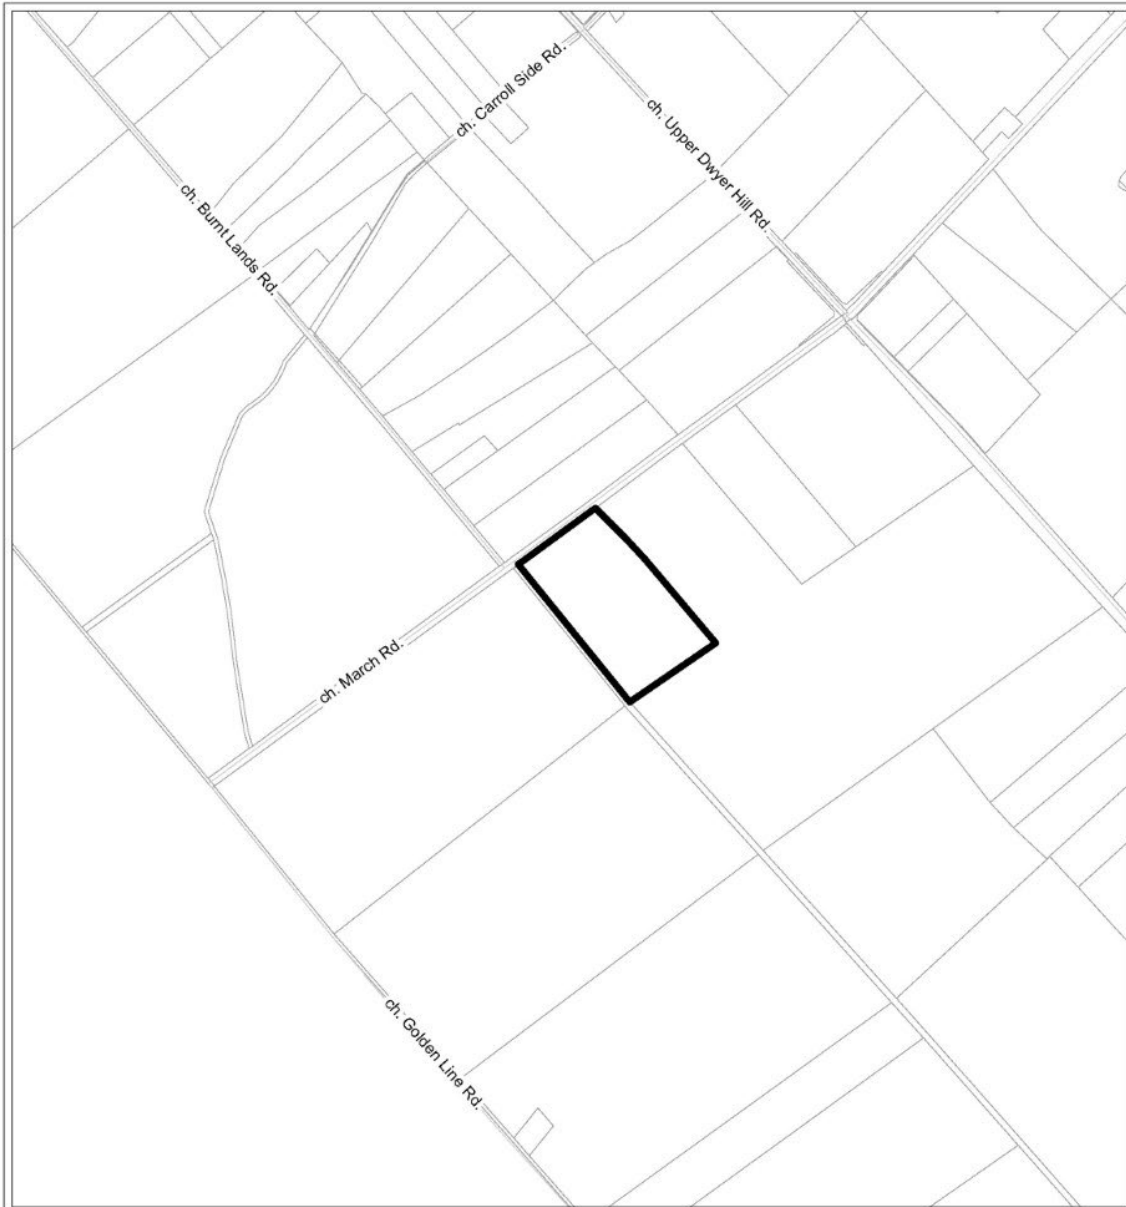 ch. Carroll Side Rd.
ch. Upper Dwyer Hill Rd.
ch. Burnt Lands Rd.
ch. March Rd.
ch. Golden Line Rd.